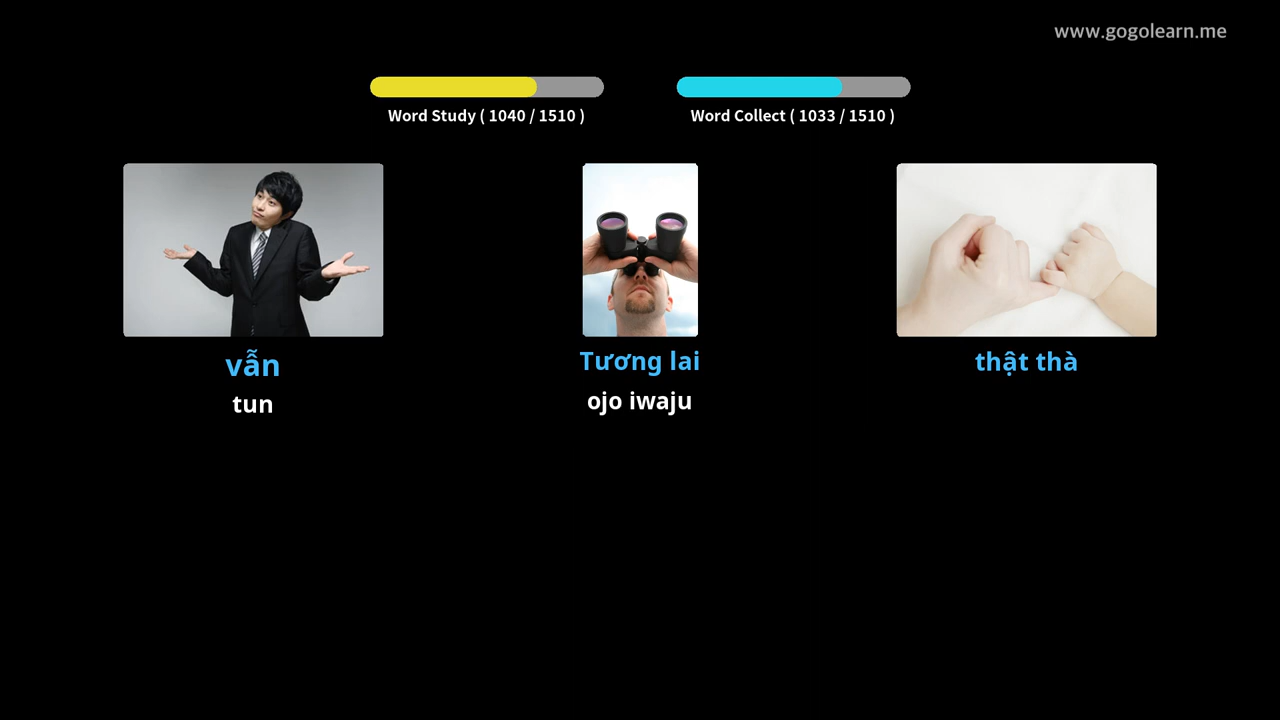 www.gogolearn.me
Word Study ( 1040 / 1510 )
Word Collect ( 1033 / 1510 )
vẫn
tun
Tương lai
ojo iwaju
thật thà